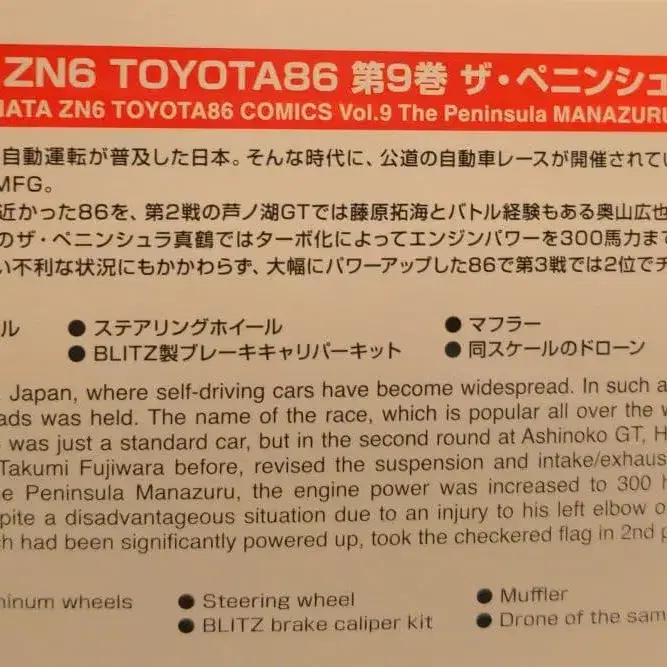 ZN6 TOYOTA86 第9巻 ザ・ペニンシュ
NATA ZN6 TOYOTA86 COMICS Vol.9 The Peninsula MANAZURU
自動運転が普及した日本。そんな時代に、公道の自動車レースが開催されてい
MFG。
近かった86を、第2戦の芦ノ湖GTでは藤原拓海とバトル経験もある奥山広也
のザ・ペニンシュラ真鶴ではターボ化によってエンジンパワーを300馬力まで
い不利な状況にもかかわらず、大幅にパワーアップした86で第3戦では2位でチ
ル ● ステアリングホイール ● マフラー
● BLITZ製ブレーキキャリパーキット ● 同スケールのドローン
Japan, where self-driving cars have become widespread. In such a
ads was held. The name of the race, which is popular all over the w
was just a standard car, but in the second round at Ashinoko GT, H
Takumi Fujiwara before, revised the suspension and intake/exhaus
e Peninsula Manazuru, the engine power was increased to 300 h
pite a disadvantageous situation due to an injury to his left elbow o
ch had been significantly powered up, took the checkered flag in 2nd p
minum wheels ● Steering wheel ● Muffler
● BLITZ brake caliper kit ● Drone of the sam